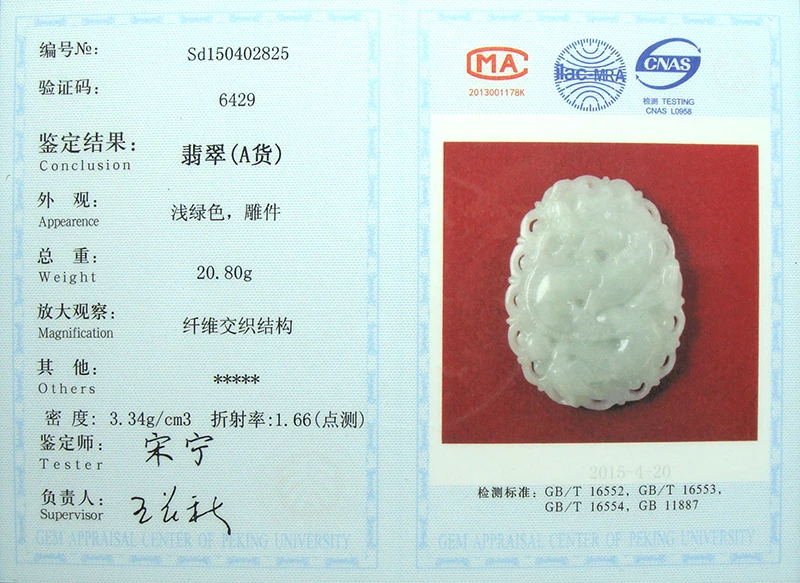 编号№: Sd150402825
验证码: 6429
鉴定结果: 翡翠(A货)
Conclusion
外 观: 浅绿色，雕件
Appearence
总 重: 20.80g
Weight
放大观察: 纤维交织结构
Magnification
其 他: *****
Others
密 度: 3.34g/cm3 折射率:1.66(点测)
鉴定师: 宋宁
Tester
负责人:
Supervisor
GEM APPRAISAL CENTER OF PEKING UNIVERSITY
MA
2013001178K
ilac-MRA
CNAS
检测 TESTING
CNAS L0958
2015-4-20
检测标准: GB/T 16552, GB/T 16553,
GB/T 16554, GB 11887
GEM APPRAISAL CENTER OF PEKING UNIVERSITY